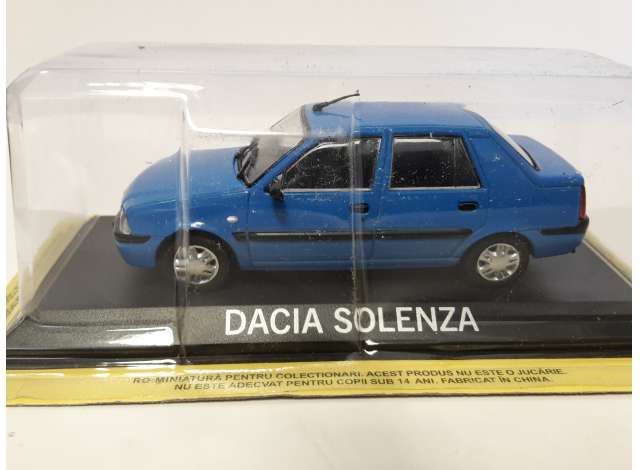 DACIA SOLENZA
RO-MINIATURĂ PENTRU COLECTIONARI. ACEST PRODUS NU ESTE O JUCĂRIE.
NU ESTE ADECVAT PENTRU COPII SUB 14 ANI. FABRICAT ÎN CHINA.